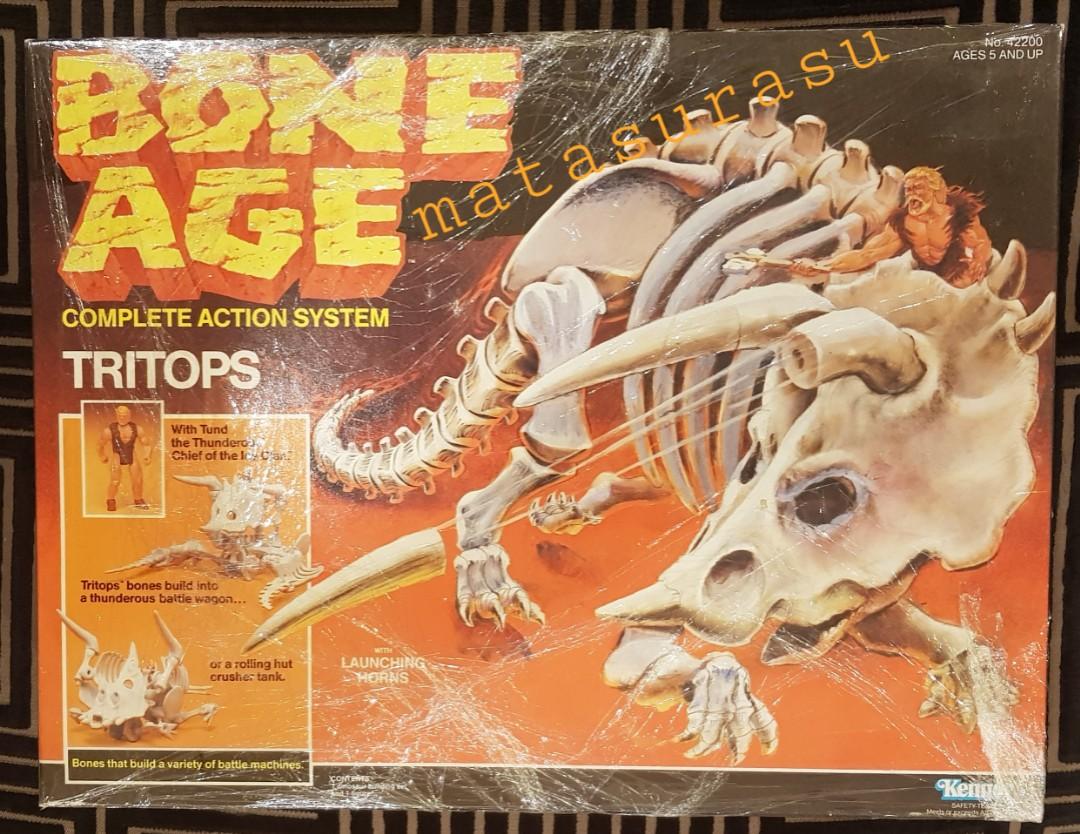 BONE
AGE
matasurasu
No. 42200
AGES 5 AND UP
COMPLETE ACTION SYSTEM
TRITOPS
With Tund
the Thunderous
Chief of the Ice Clan
Tritops™ bones build into
a thunderous battle wagon...
or a rolling hut
crusher tank.
Bones that build a variety of battle machines.
WITH
LAUNCHING
HORNS
CONTENTS:
Kenner